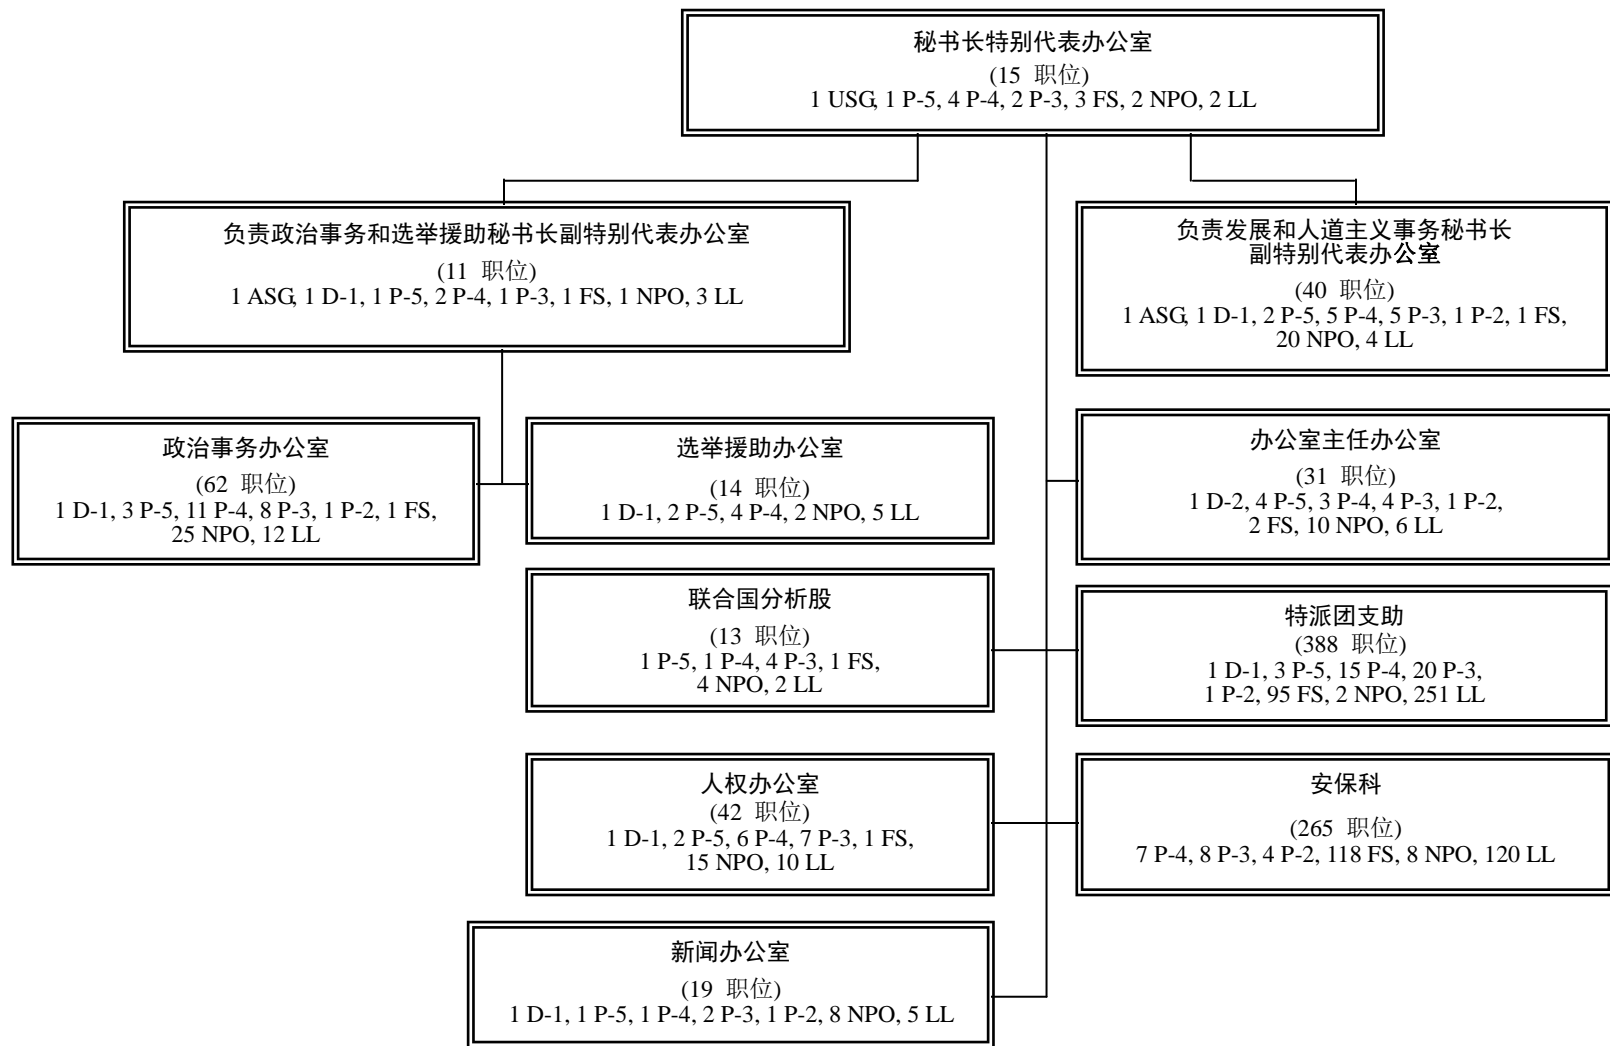 秘书长特别代表办公室
(15 职位)
1 USG, 1 P-5, 4 P-4, 2 P-3, 3 FS, 2 NPO, 2 LL
负责政治事务和选举援助秘书长副特别代表办公室
(11 职位)
1 ASG, 1 D-1, 1 P-5, 2 P-4, 1 P-3, 1 FS, 1 NPO, 3 LL
负责发展和人道主义事务秘书长
副特别代表办公室
(40 职位)
1 ASG, 1 D-1, 2 P-5, 5 P-4, 5 P-3, 1 P-2, 1 FS,
20 NPO, 4 LL
政治事务办公室
(62 职位)
1 D-1, 3 P-5, 11 P-4, 8 P-3, 1 P-2, 1 FS,
25 NPO, 12 LL
选举援助办公室
(14 职位)
1 D-1, 2 P-5, 4 P-4, 2 NPO, 5 LL
办公室主任办公室
(31 职位)
1 D-2, 4 P-5, 3 P-4, 4 P-3, 1 P-2,
2 FS, 10 NPO, 6 LL
联合国分析股
(13 职位)
1 P-5, 1 P-4, 4 P-3, 1 FS,
4 NPO, 2 LL
特派团支助
(388 职位)
1 D-1, 3 P-5, 15 P-4, 20 P-3,
1 P-2, 95 FS, 2 NPO, 251 LL
人权办公室
(42 职位)
1 D-1, 2 P-5, 6 P-4, 7 P-3, 1 FS,
15 NPO, 10 LL
安保科
(265 职位)
7 P-4, 8 P-3, 4 P-2, 118 FS, 8 NPO, 120 LL
新闻办公室
(19 职位)
1 D-1, 1 P-5, 1 P-4, 2 P-3, 1 P-2, 8 NPO, 5 LL